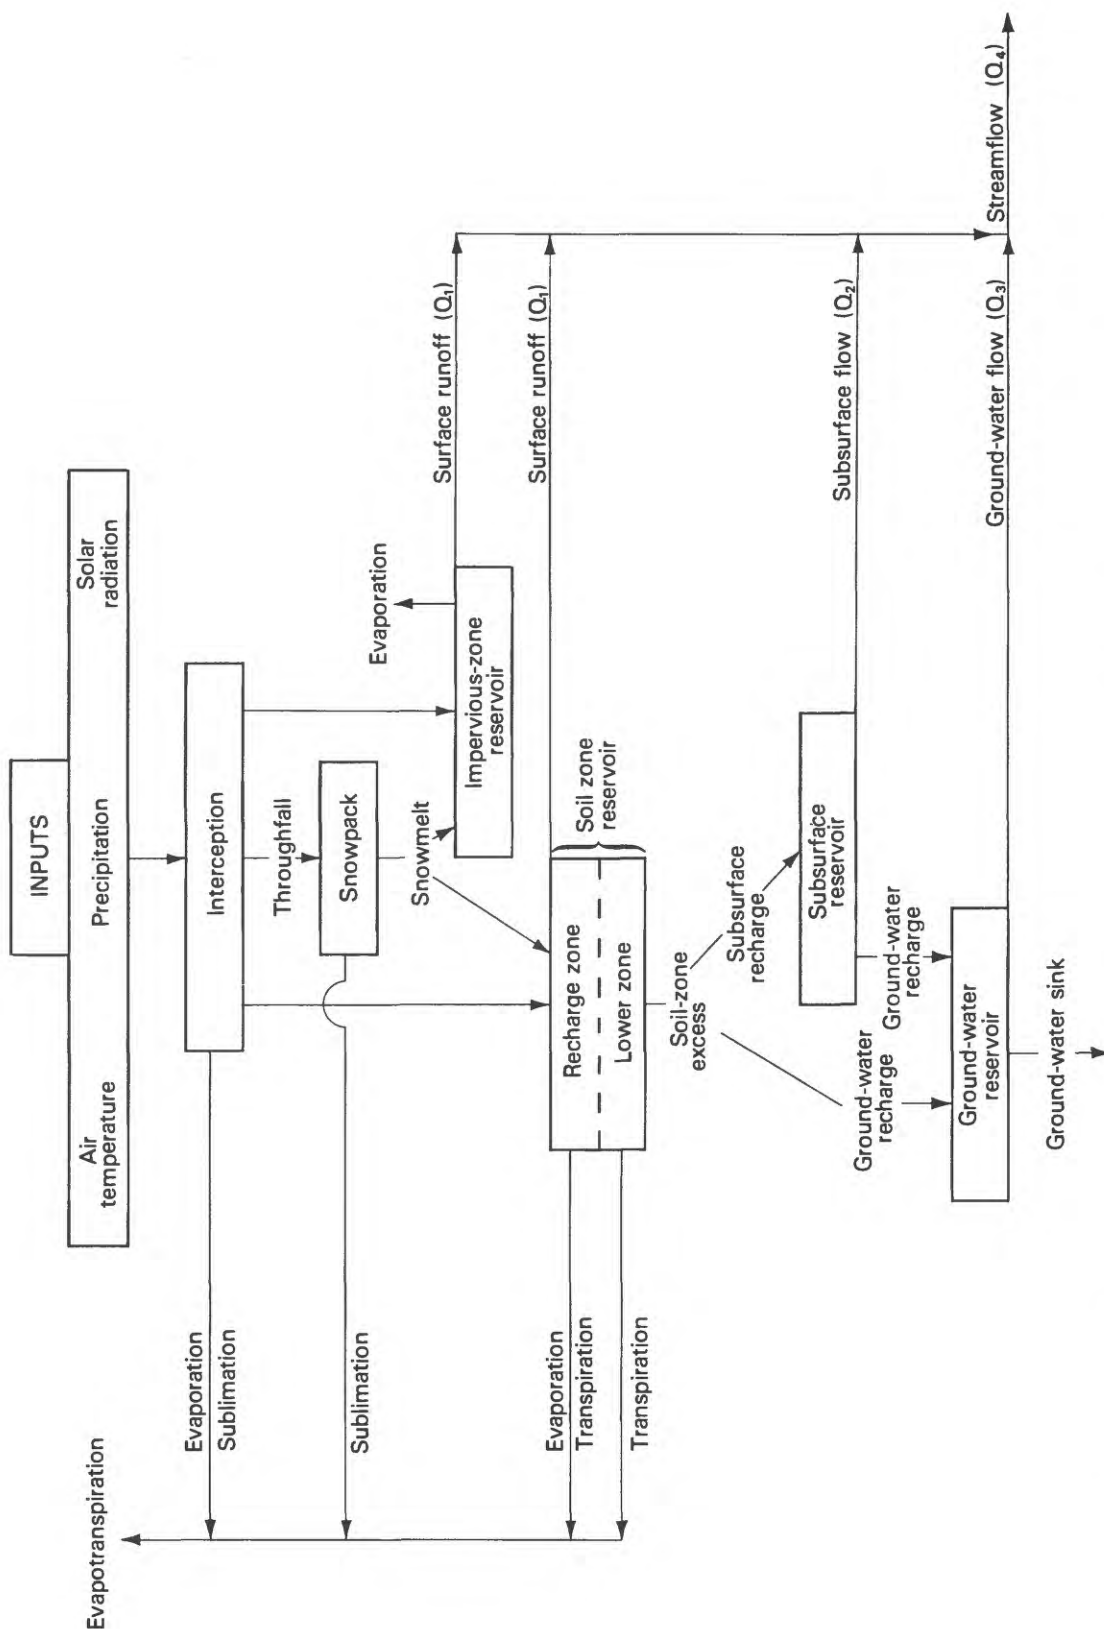 INPUTS
Air
temperature
Precipitation
Solar
radiation
Evapotranspiration
Evaporation
Sublimation
Interception
Throughfall
Sublimation
Snowpack
Evaporation
Snowmelt
Impervious-zone
reservoir
Surface runoff (Q₁)
Evaporation
Transpiration
Transpiration
Recharge zone
Lower zone
Soil zone
reservoir
Surface runoff (Q₁)
Soil-zone
excess
Subsurface
recharge
Subsurface
reservoir
Subsurface flow (Q₂)
Ground-water
recharge
Ground-water
recharge
Ground-water
reservoir
Ground-water flow (Q₃)
Streamflow (Q₄)
Ground-water sink